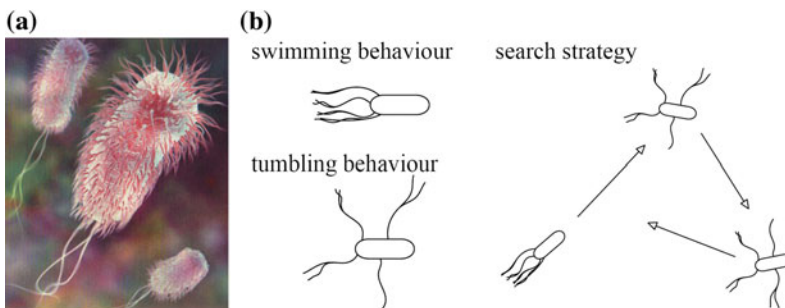 (a)
(b)
swimming behaviour
tumbling behaviour
search strategy